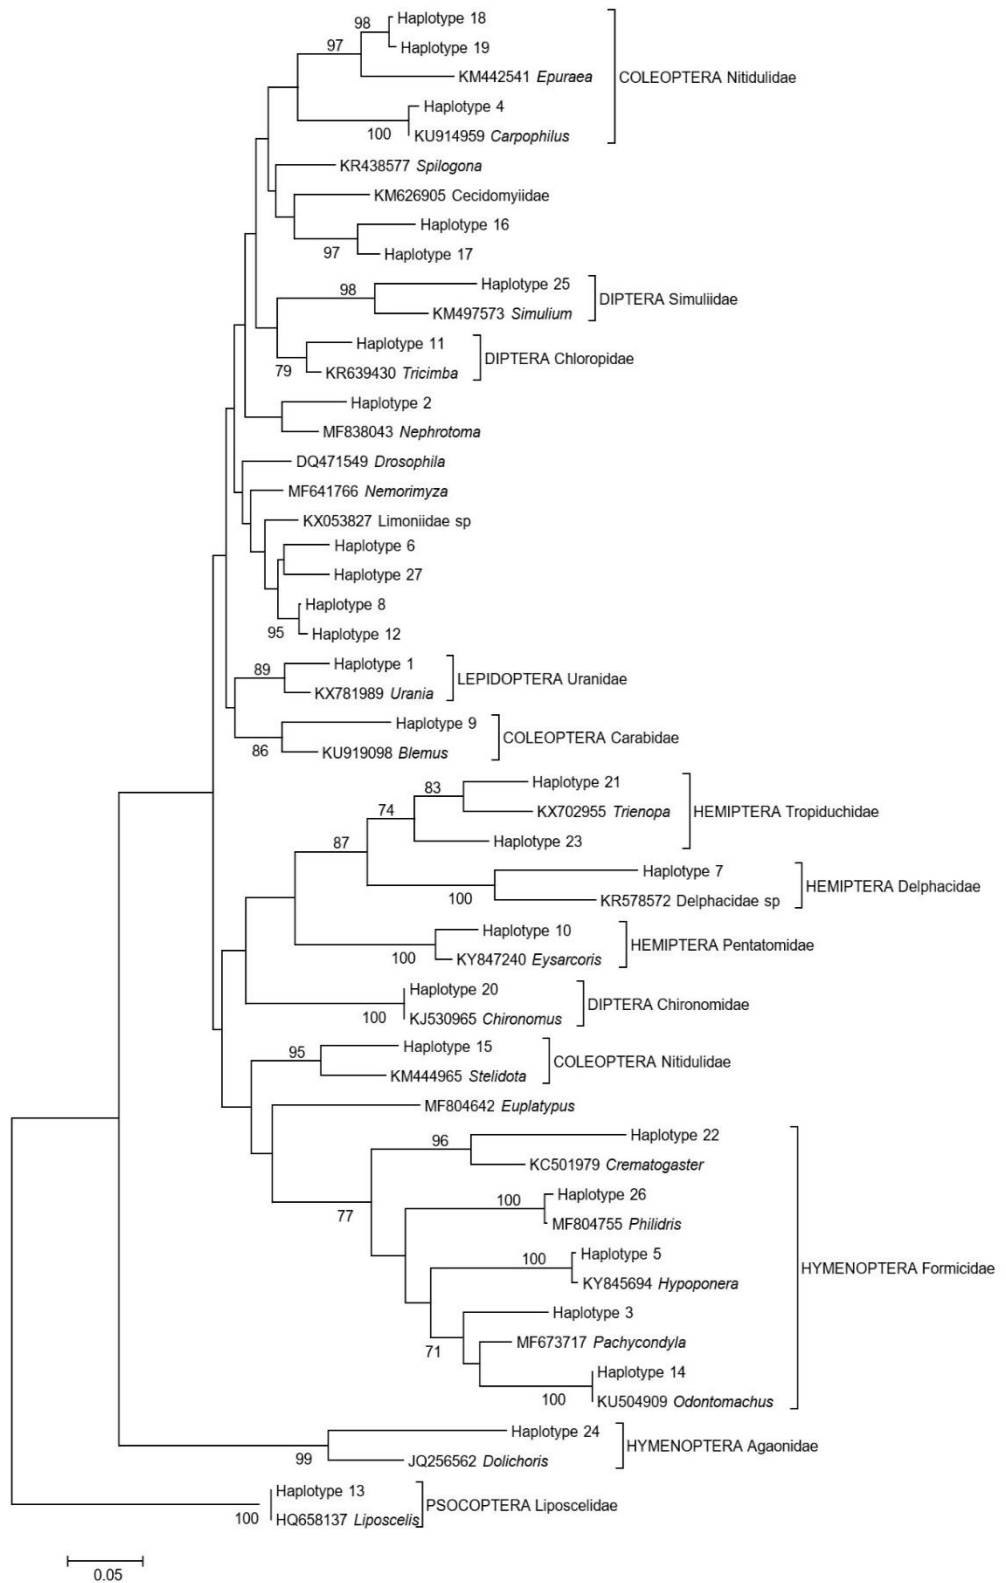 98
Haplotype 18
97
Haplotype 19
KM442541 Epuraea
COLEOPTERA Nitidulidae
Haplotype 4
100
KU914959 Carpophilus
KR438577 Spilogona
KM626905 Cecidomyiidae
Haplotype 16
97
Haplotype 17
98
Haplotype 25
DIPTERA Simuliidae
KM497573 Simulium
Haplotype 11
DIPTERA Chloropidae
79
KR639430 Tricimba
Haplotype 2
MF838043 Nephrotoma
DQ471549 Drosophila
MF641766 Nemorimyza
KX053827 Limoniidae sp
Haplotype 6
Haplotype 27
Haplotype 8
95
Haplotype 12
89
Haplotype 1
LEPIDOPTERA Uranidae
KX781989 Urania
Haplotype 9
COLEOPTERA Carabidae
86
KU919098 Blemus
83
Haplotype 21
74
KX702955 Trienopa
HEMIPTERA Tropiduchidae
87
Haplotype 23
Haplotype 7
HEMIPTERA Delphacidae
100
KR578572 Delphacidae sp
Haplotype 10
HEMIPTERA Pentatomidae
100
KY847240 Eysarcoris
Haplotype 20
DIPTERA Chironomidae
100
KJ530965 Chironomus
95
Haplotype 15
COLEOPTERA Nitidulidae
KM444965 Stelidota
MF804642 Euplatypus
96
Haplotype 22
KC501979 Crematogaster
77
100
Haplotype 26
MF804755 Philidris
100
Haplotype 5
HYMENOPTERA Formicidae
KY845694 Hypoponera
Haplotype 3
71
MF673717 Pachycondyla
Haplotype 14
100
KU504909 Odontomachus
Haplotype 24
HYMENOPTERA Agaonidae
99
JQ256562 Dolichoris
Haplotype 13
PSOCOPTERA Liposcelidae
100
HQ658137 Liposcelis
0.05